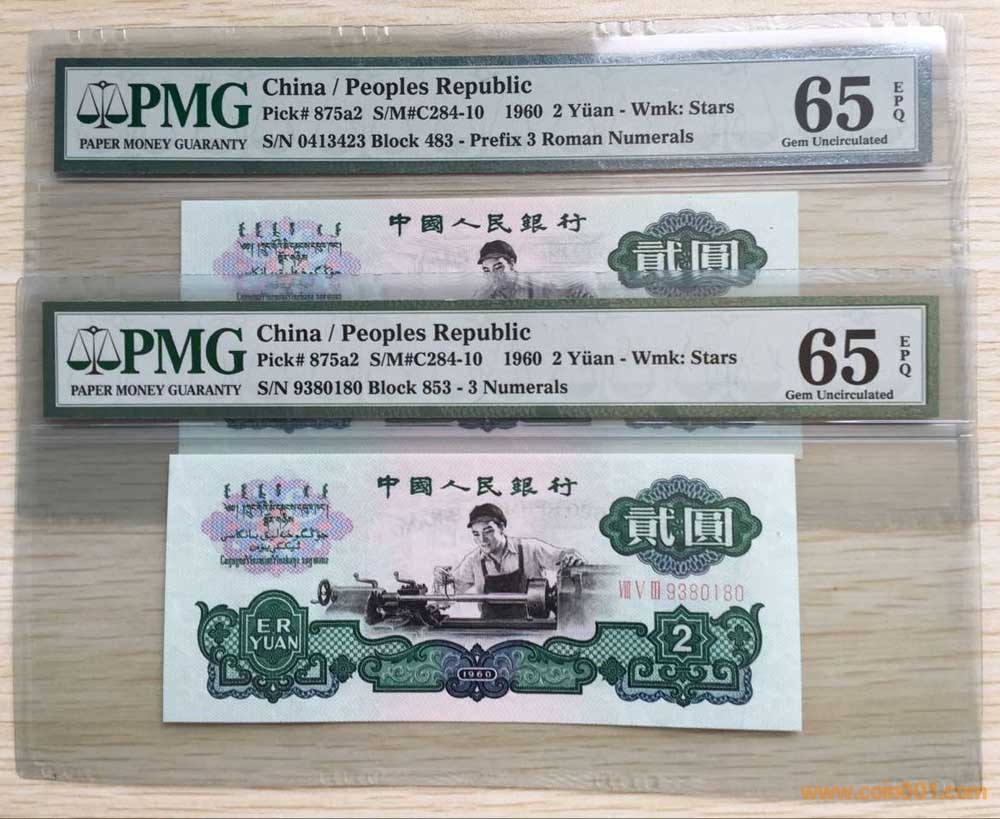 PMG
PAPER MONEY GUARANTY
China / Peoples Republic
Pick# 875a2 S/M#C284-10 1960 2 Yüan - Wmk: Stars
S/N 0413423 Block 483 - Prefix 3 Roman Numerals
65
EPQ
Gem Uncirculated
中國人民銀行
貳圓
PMG
PAPER MONEY GUARANTY
China / Peoples Republic
Pick# 875a2 S/M#C284-10 1960 2 Yüan - Wmk: Stars
S/N 9380180 Block 853 - 3 Numerals
65
EPQ
Gem Uncirculated
中國人民銀行
貳圓
VIII V III 9380180
ER
YUAN
2
1960
www.coin001.com